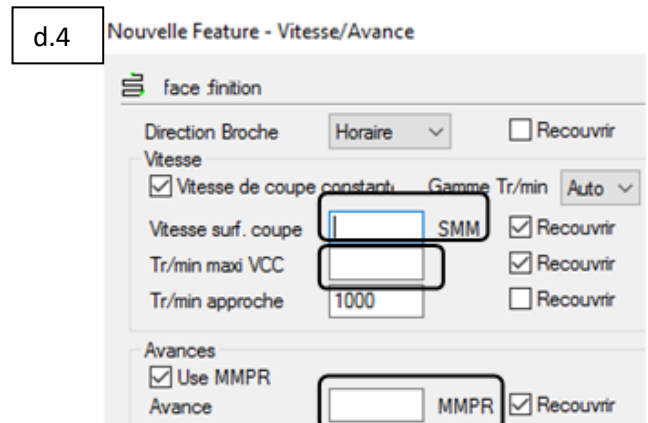 d.4
Nouvelle Feature - Vitesse/Avance
face finition
Direction Broche Horaire Recouvrir
Vitesse
Vitesse de coupe constant Gamme Tr/min Auto
Vitesse surf. coupe SMM Recouvrir
Tr/min maxi VCC Recouvrir
Tr/min approche 1000 Recouvrir
Avances
Use MMPR
Avance MMPR Recouvrir